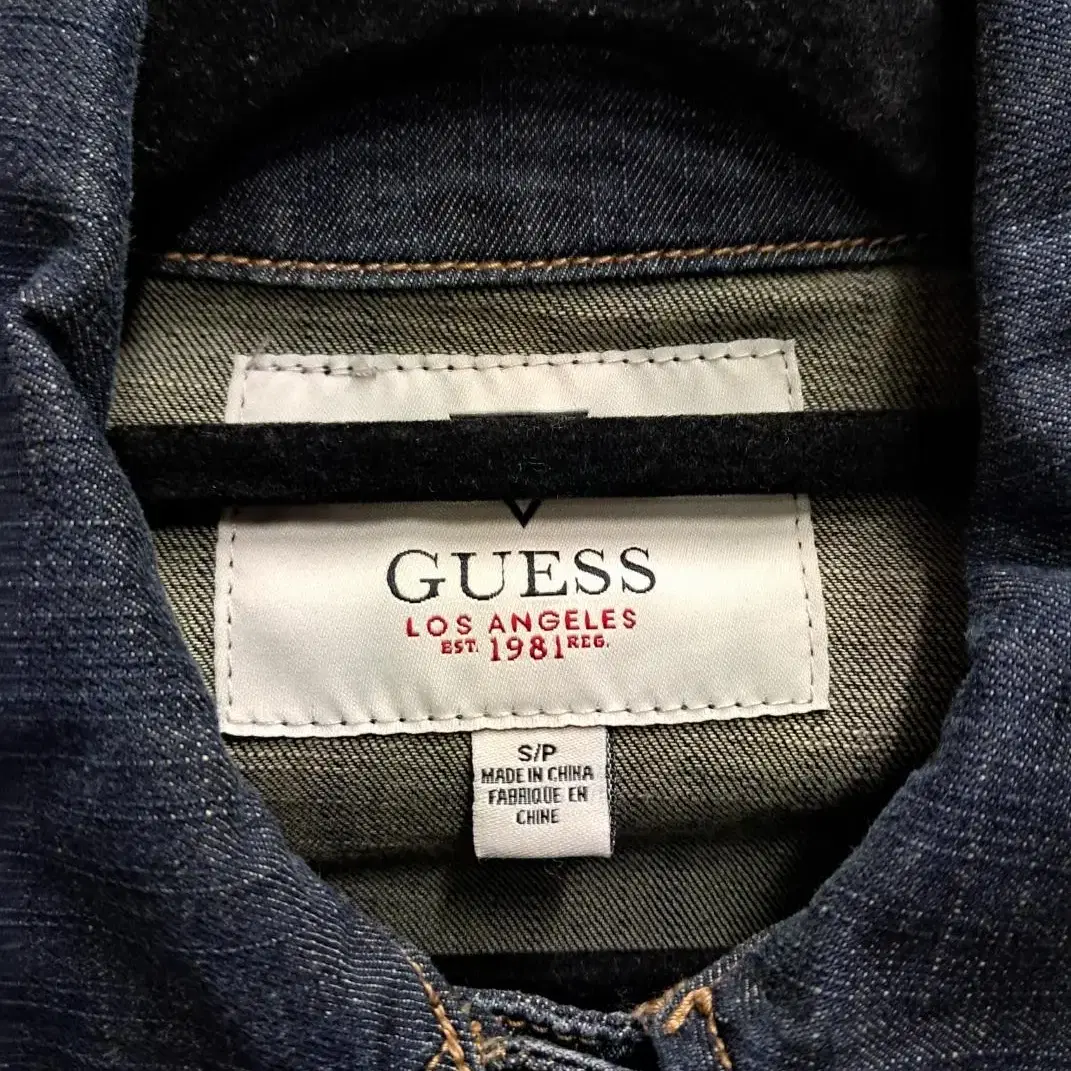 GUESS
LOS ANGELES
EST. 1981 REG.
S/P
MADE IN CHINA
FABRIQUE EN
CHINE